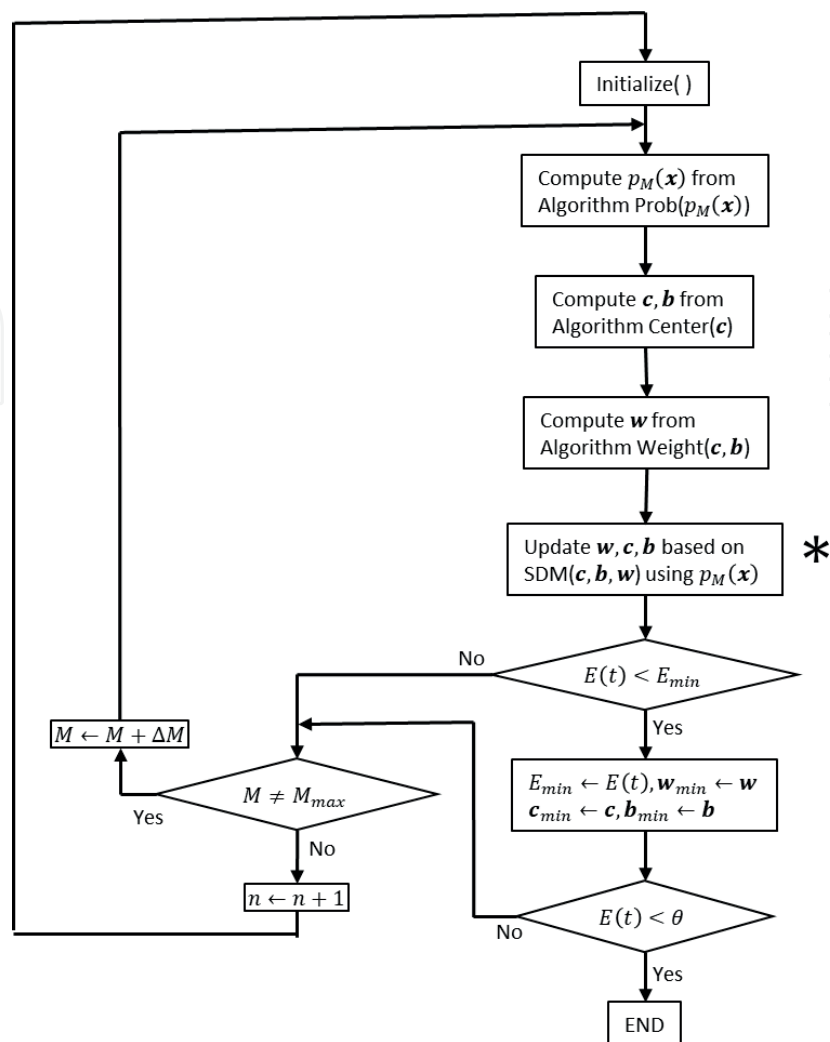 Initialize( )
Compute p_M(x) from
Algorithm Prob(p_M(x))
Compute c, b from
Algorithm Center(c)
Compute w from
Algorithm Weight(c, b)
Update w, c, b based on
SDM(c, b, w) using p_M(x)
*
No
E(t) < E_min
Yes
M ← M + ΔM
E_min ← E(t), w_min ← w
c_min ← c, b_min ← b
M ≠ M_max
Yes
No
n ← n + 1
E(t) < θ
No
Yes
END